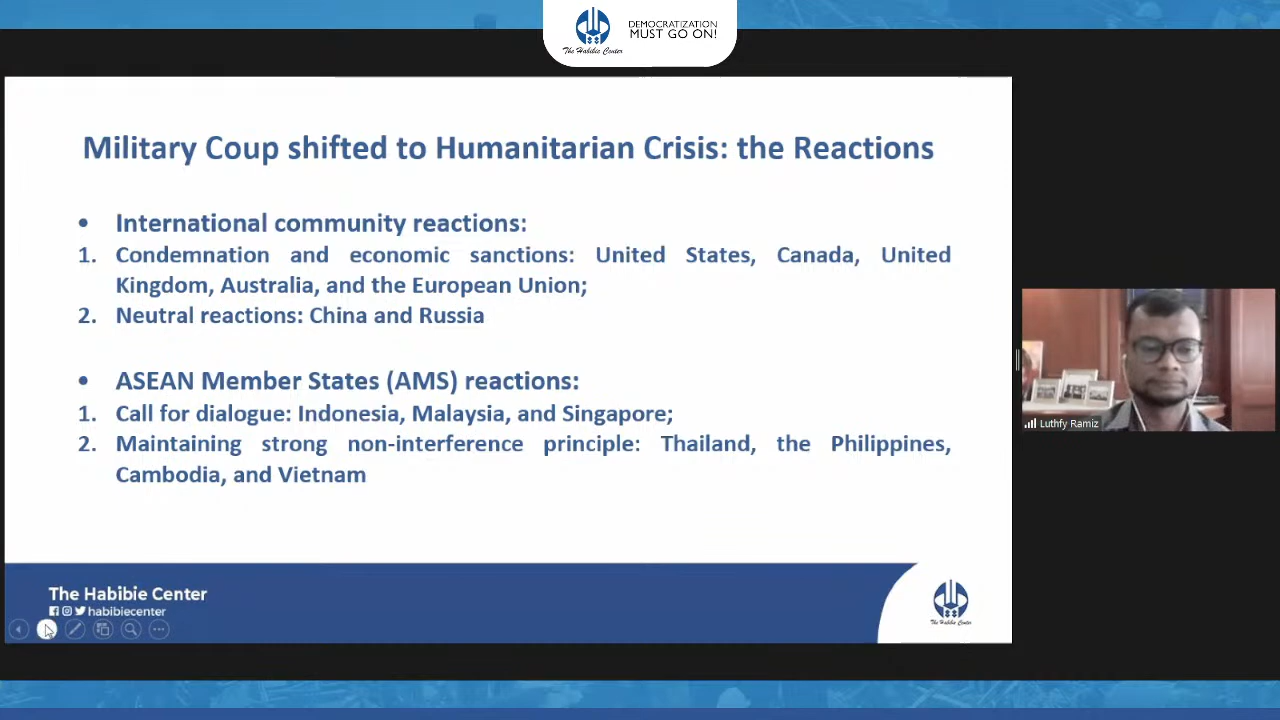 The Habibie Center
DEMOCRATIZATION
MUST GO ON!
Military Coup shifted to Humanitarian Crisis: the Reactions
• International community reactions:
1. Condemnation and economic sanctions: United States, Canada, United
Kingdom, Australia, and the European Union;
2. Neutral reactions: China and Russia
• ASEAN Member States (AMS) reactions:
1. Call for dialogue: Indonesia, Malaysia, and Singapore;
2. Maintaining strong non-interference principle: Thailand, the Philippines,
Cambodia, and Vietnam
Luthfy Ramiz
The Habibie Center
habibiecenter
The Habibie Center